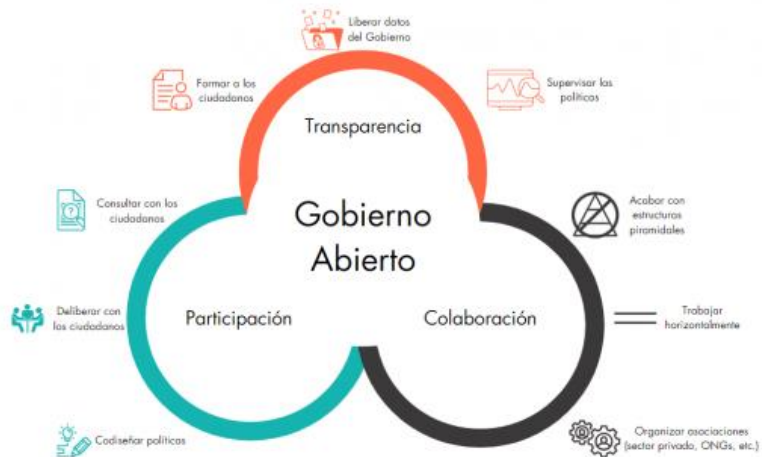 Liberar datos
del Gobierno
Formar a los
ciudadanos
Supervisar las
políticas
Transparencia
Consultar con los
ciudadanos
Acabar con
estructuras
piramidales
Gobierno
Abierto
Deliberar con
los ciudadanos
Participación
Colaboración
Trabajar
horizontalmente
Codiseñar políticas
Organizar asociaciones
(sector privado, ONGs, etc.)